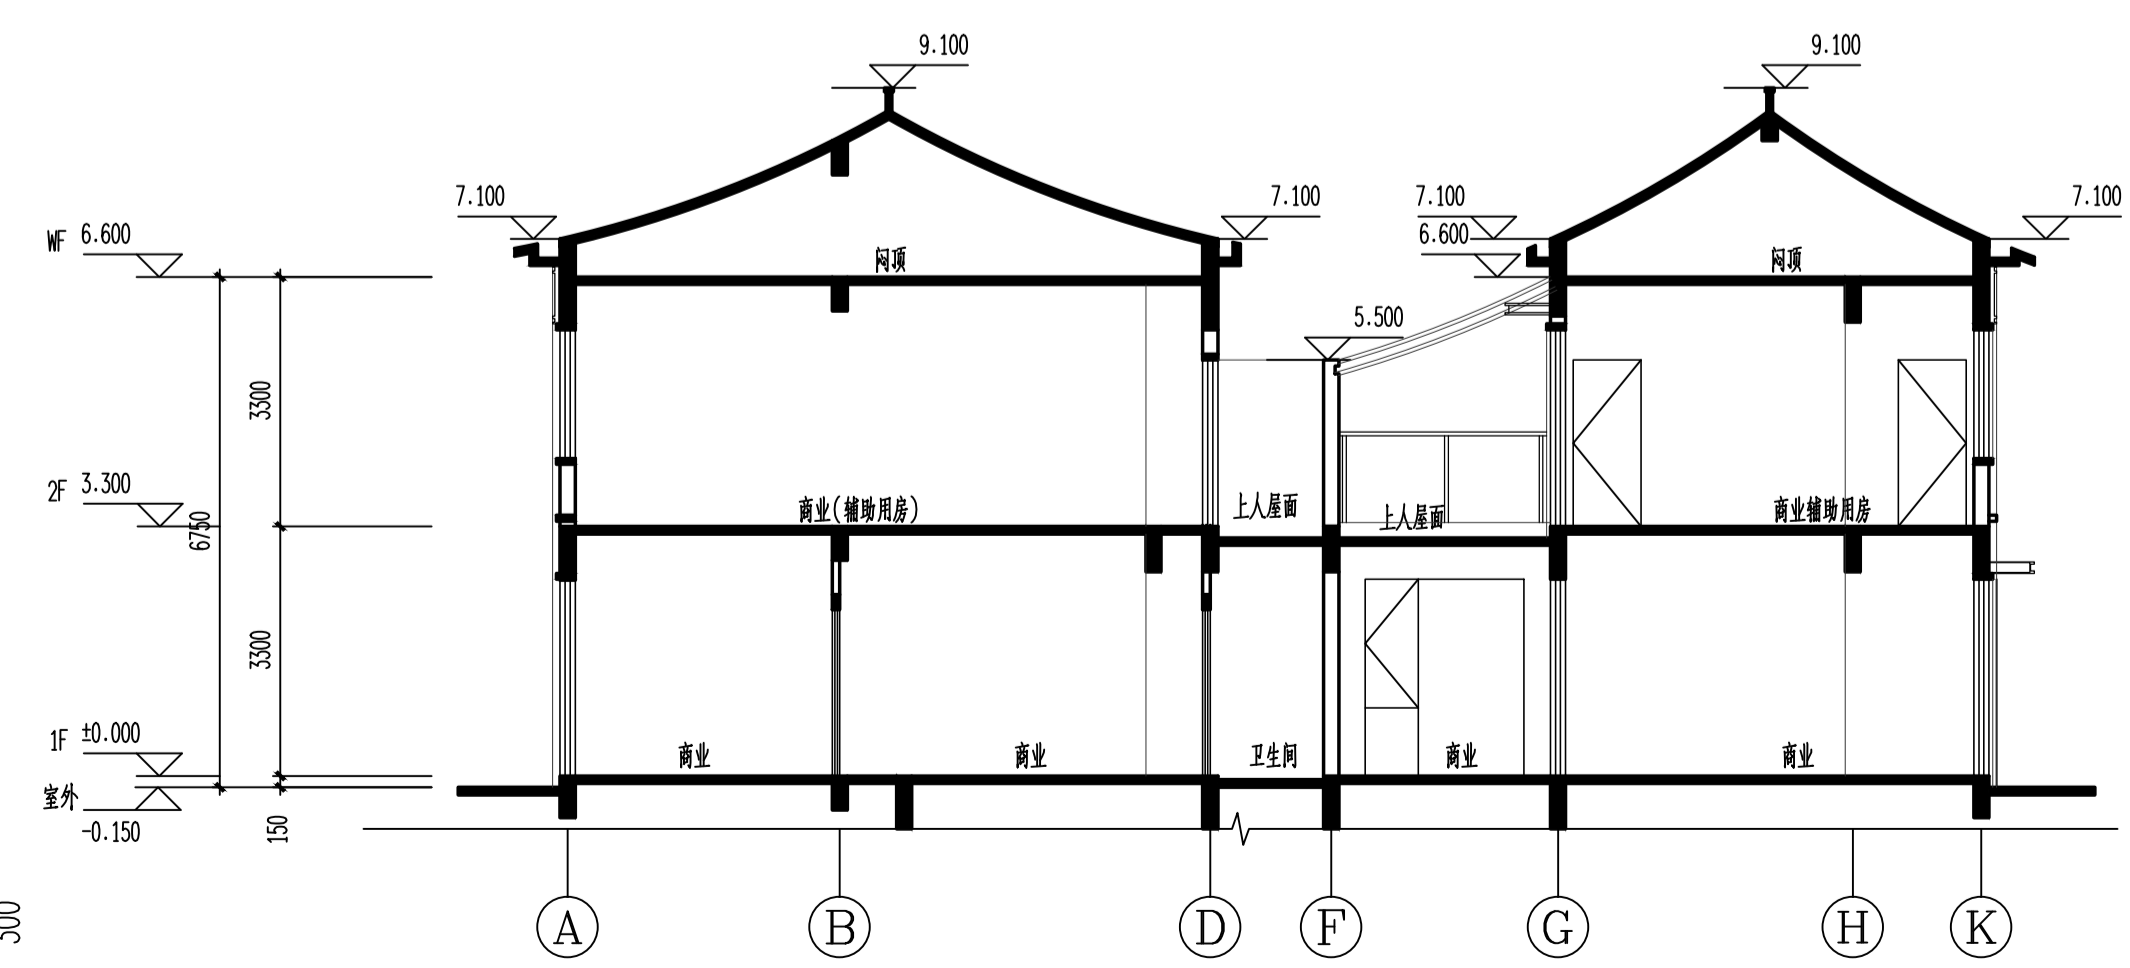 9.100
9.100
7.100
7.100
7.100
7.100
WF 6.600
6.600
闷顶
闷顶
5.500
3300
2F 3.300
6750
商业(辅助用房)
上人屋面
上人屋面
商业辅助用房
3300
1F ±0.000
商业
商业
卫生间
商业
商业
室外
-0.150
150
500
A
B
D
F
G
H
K